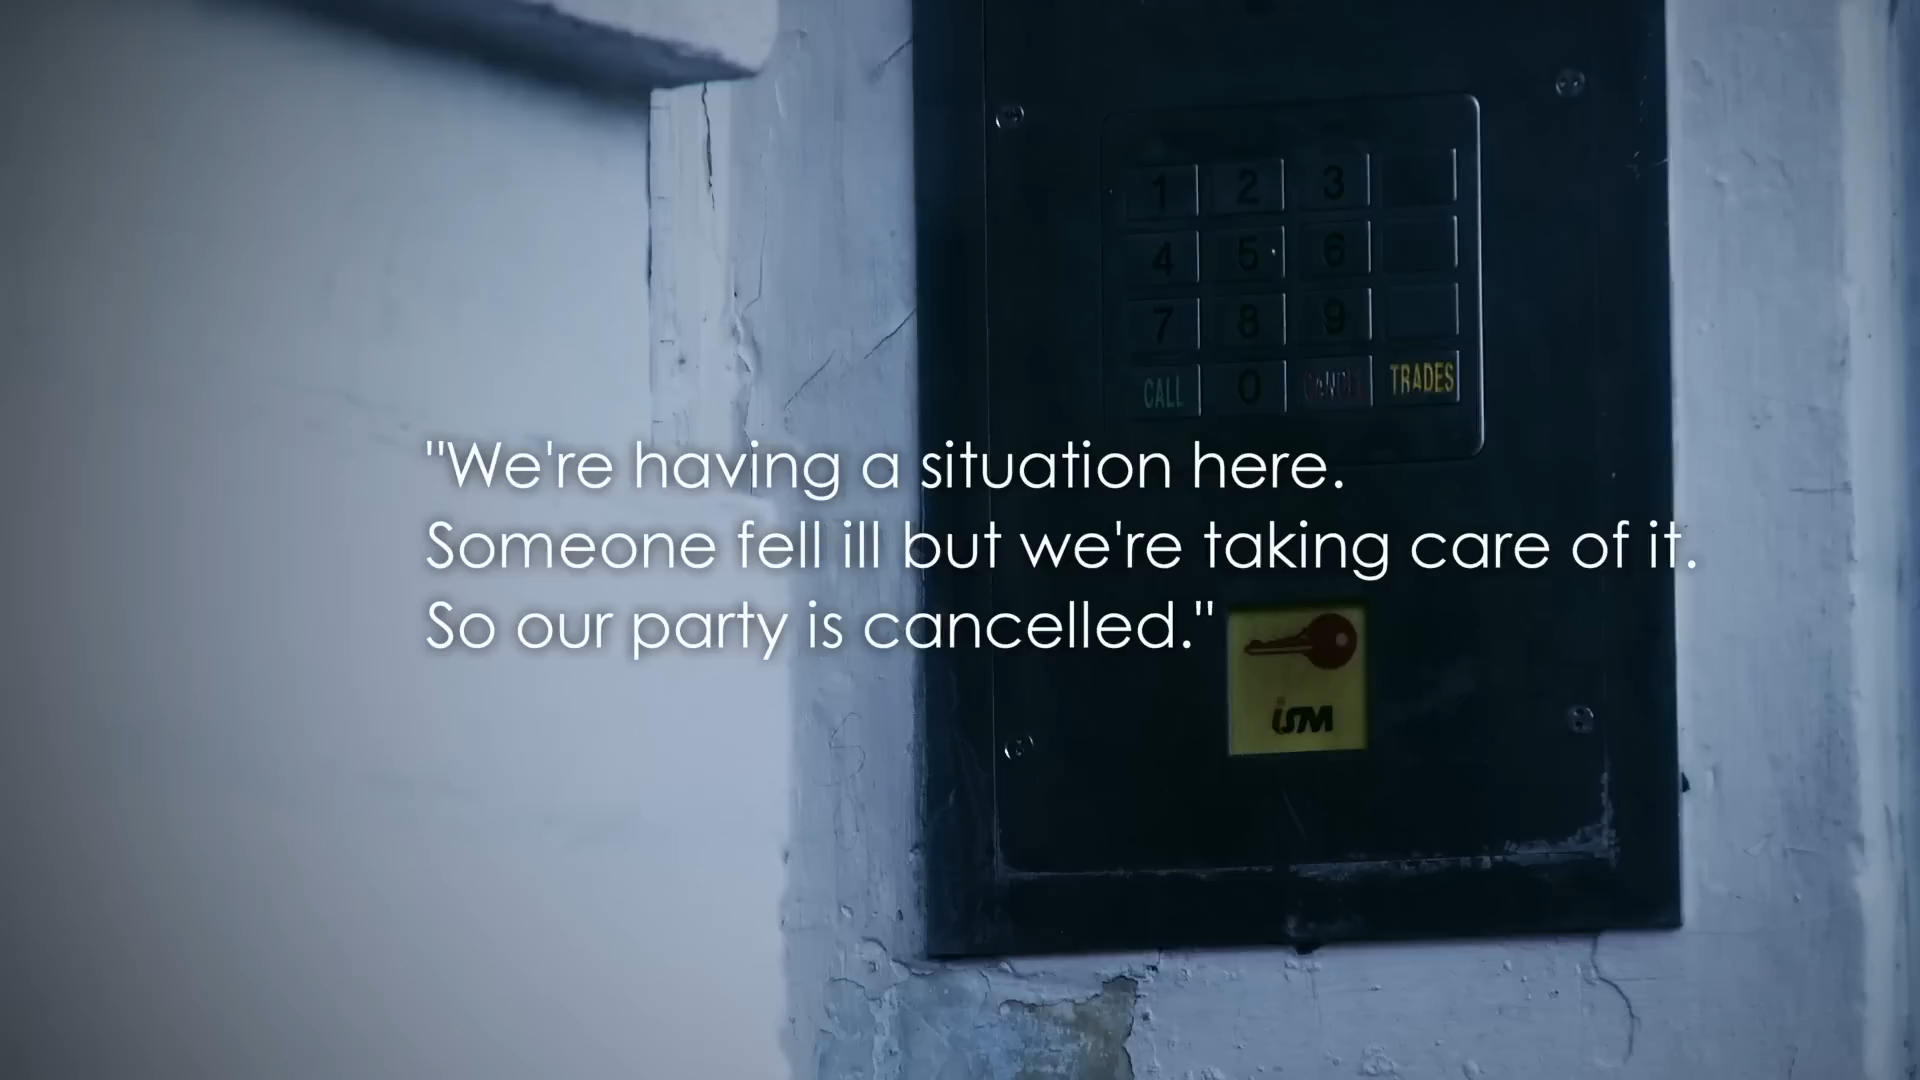 1 2 3
4 5 6
7 8 9
CALL 0 CANCEL TRADES
"We're having a situation here.
Someone fell ill but we're taking care of it.
So our party is cancelled."
ism